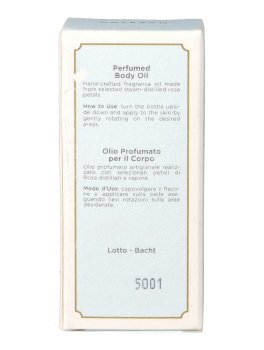 Perfumed
Body Oil
Hand-crafted fragrance oil made
from selected steam-distilled rose
petals.
How to Use: turn the bottle upsi-
de down and apply to the skin by
gently rotating on the desired
areas.
Olio Profumato
per il Corpo
Olio profumato artigianale realiz-
zato con selezionati petali di
Rosa distillati a vapore.
Modo d'Uso: capovolgere il flaco-
ne e applicare sulla pelle ese-
guendo lievi rotazioni sulle aree
desiderate.
Lotto - Bacht
5001